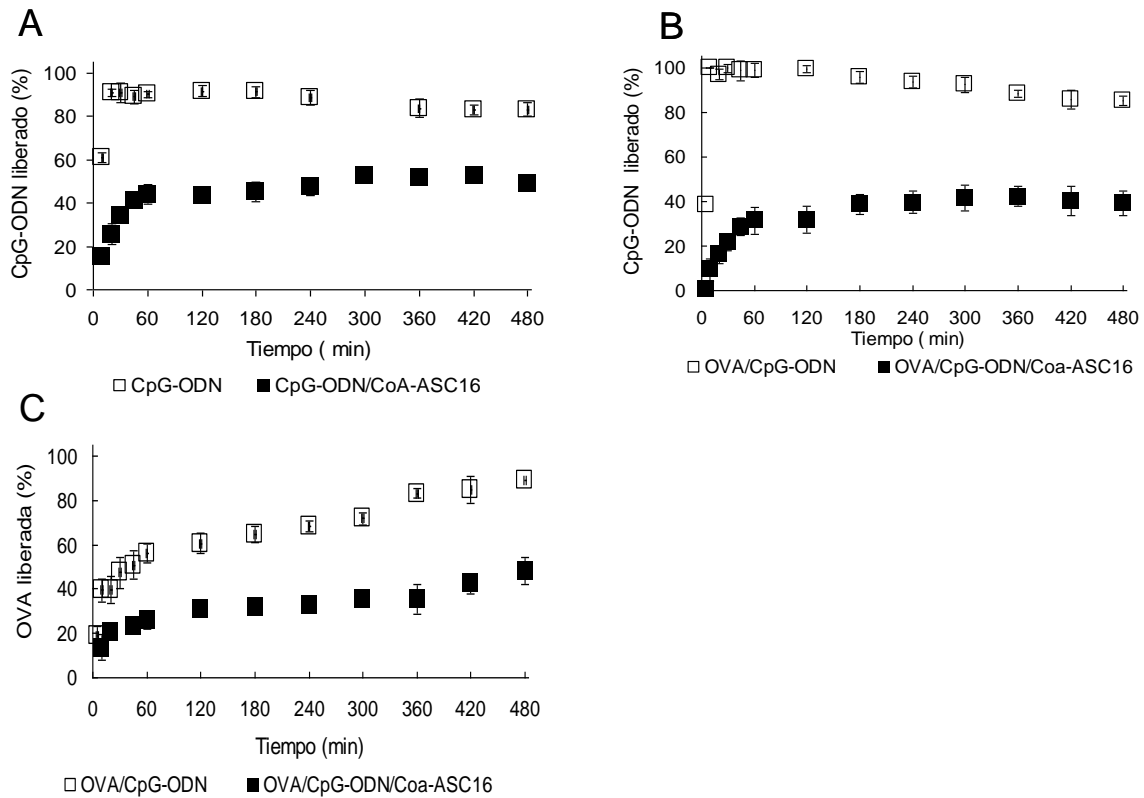 A
CpG-ODN liberado (%)
100
80
60
40
20
0
0 60 120 180 240 300 360 420 480
Tiempo ( min)
CpG-ODN CpG-ODN/CoA-ASC16
B
CpG-ODN liberado (%)
100
80
60
40
20
0
0 60 120 180 240 300 360 420 480
Tiempo (min)
OVA/CpG-ODN OVA/CpG-ODN/Coa-ASC16
C
OVA liberada (%)
100
80
60
40
20
0
0 60 120 180 240 300 360 420 480
Tiempo (min)
OVA/CpG-ODN OVA/CpG-ODN/Coa-ASC16